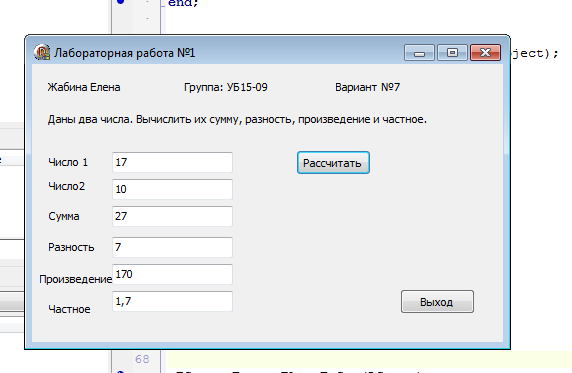 end;
Лабораторная работа №1
ject);
Жабина Елена Группа: УБ15-09 Вариант №7
Даны два числа. Вычислить их сумму, разность, произведение и частное.
Число 1 17 Рассчитать
Число2 10
Сумма 27
Разность 7
Произведение 170
Частное 1,7 Выход
68